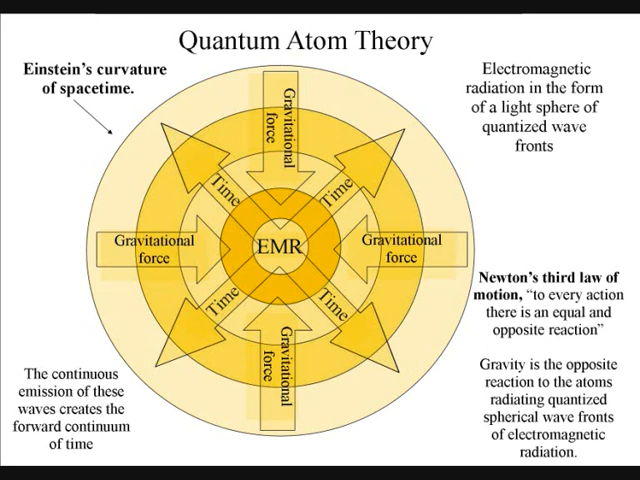 Quantum Atom Theory
Einstein's curvature
of spacetime.
Electromagnetic
radiation in the form
of a light sphere of
quantized wave
fronts
Gravitational
force
Time
Time
Gravitational
force
EMR
Gravitational
force
Time
Time
Gravitational
force
Newton's third law of
motion, "to every action
there is an equal and
opposite reaction"
Gravity is the opposite
reaction to the atoms
radiating quantized
spherical wave fronts
of electromagnetic
radiation.
The continuous
emission of these
waves creates the
forward continuum
of time